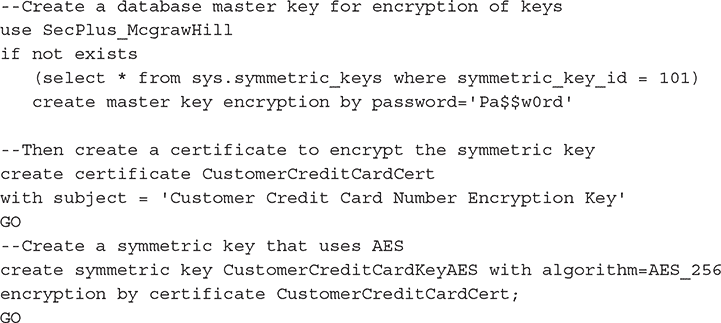 --Create a database master key for encryption of keys
use SecPlus_McgrawHill
if not exists
(select * from sys.symmetric_keys where symmetric_key_id = 101)
create master key encryption by password='Pa$$w0rd'
--Then create a certificate to encrypt the symmetric key
create certificate CustomerCreditCardCert
with subject = 'Customer Credit Card Number Encryption Key'
GO
--Create a symmetric key that uses AES
create symmetric key CustomerCreditCardKeyAES with algorithm=AES_256
encryption by certificate CustomerCreditCardCert;
GO